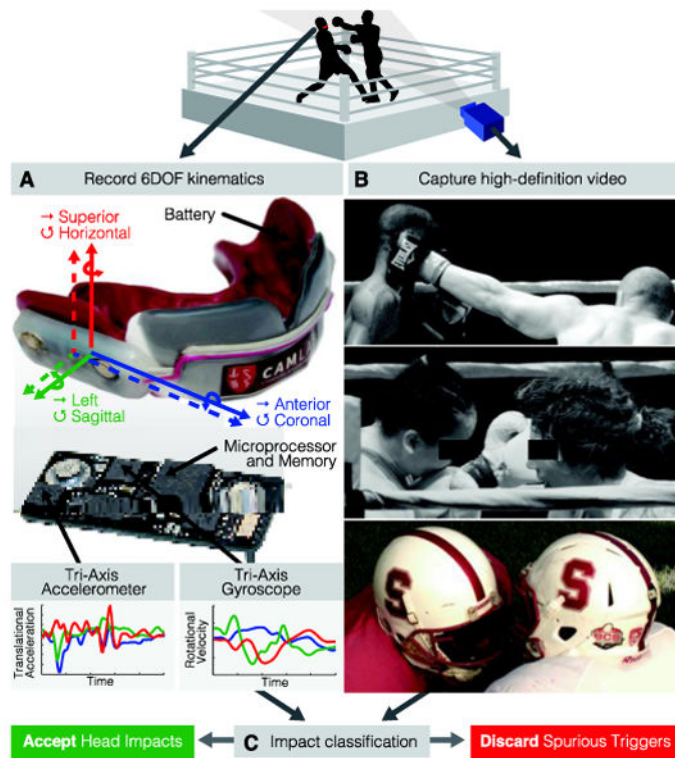 A Record 6DOF kinematics
B Capture high-definition video
Battery
→ Superior
↺ Horizontal
CAML
→ Left
↺ Sagittal
→ Anterior
↺ Coronal
Microprocessor
and Memory
Tri-Axis
Accelerometer
Translational
Acceleration
Time
Tri-Axis
Gyroscope
Rotational
Velocity
Time
S
S
Accept Head Impacts
C Impact classification
Discard Spurious Triggers